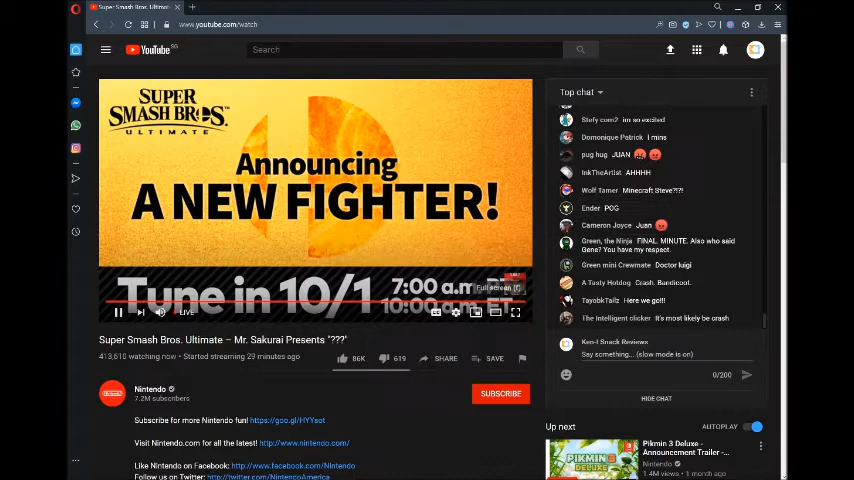 Super Smash Bros. Ultimate
www.youtube.com/watch
YouTube SG
Search
SUPER
SMASH BROS.™
ULTIMATE
Announcing
A NEW FIGHTER!
Tune in 10/1
7:00 a.m.
10:00 a.m. ET
Full screen (f)
LIVE
Super Smash Bros. Ultimate – Mr. Sakurai Presents "???"
413,610 watching now • Started streaming 29 minutes ago
86K
619
SHARE
SAVE
Nintendo
7.2M subscribers
SUBSCRIBE
Subscribe for more Nintendo fun! https://goo.gl/HYYsot
Visit Nintendo.com for all the latest! http://www.nintendo.com/
Like Nintendo on Facebook: http://www.facebook.com/Nintendo
Follow us on Twitter: http://twitter.com/NintendoAmerica
Top chat
Stefy com2 im so excited
Domonique Patrick 1 mins
pug hug JUAN
InkTheArtist AHHHH
Wolf Tamer Minecraft Steve?!?!
Ender POG
Cameron Joyce Juan
Green, the Ninja FINAL. MINUTE. Also who said
Gene? You have my respect.
Green mini Crewmate Doctor luigi
A Tasty Hotdog Crash. Bandicoot.
TayobkTailz Here we go!!!
The Intelligent clicker It's most likely be crash
Ken-I Snack Reviews
Say something... (slow mode is on)
0/200
HIDE CHAT
Up next
AUTOPLAY
PIKMIN 3
DELUXE
Pikmin 3 Deluxe -
Announcement Trailer -...
Nintendo
1.4M views • 1 month ago